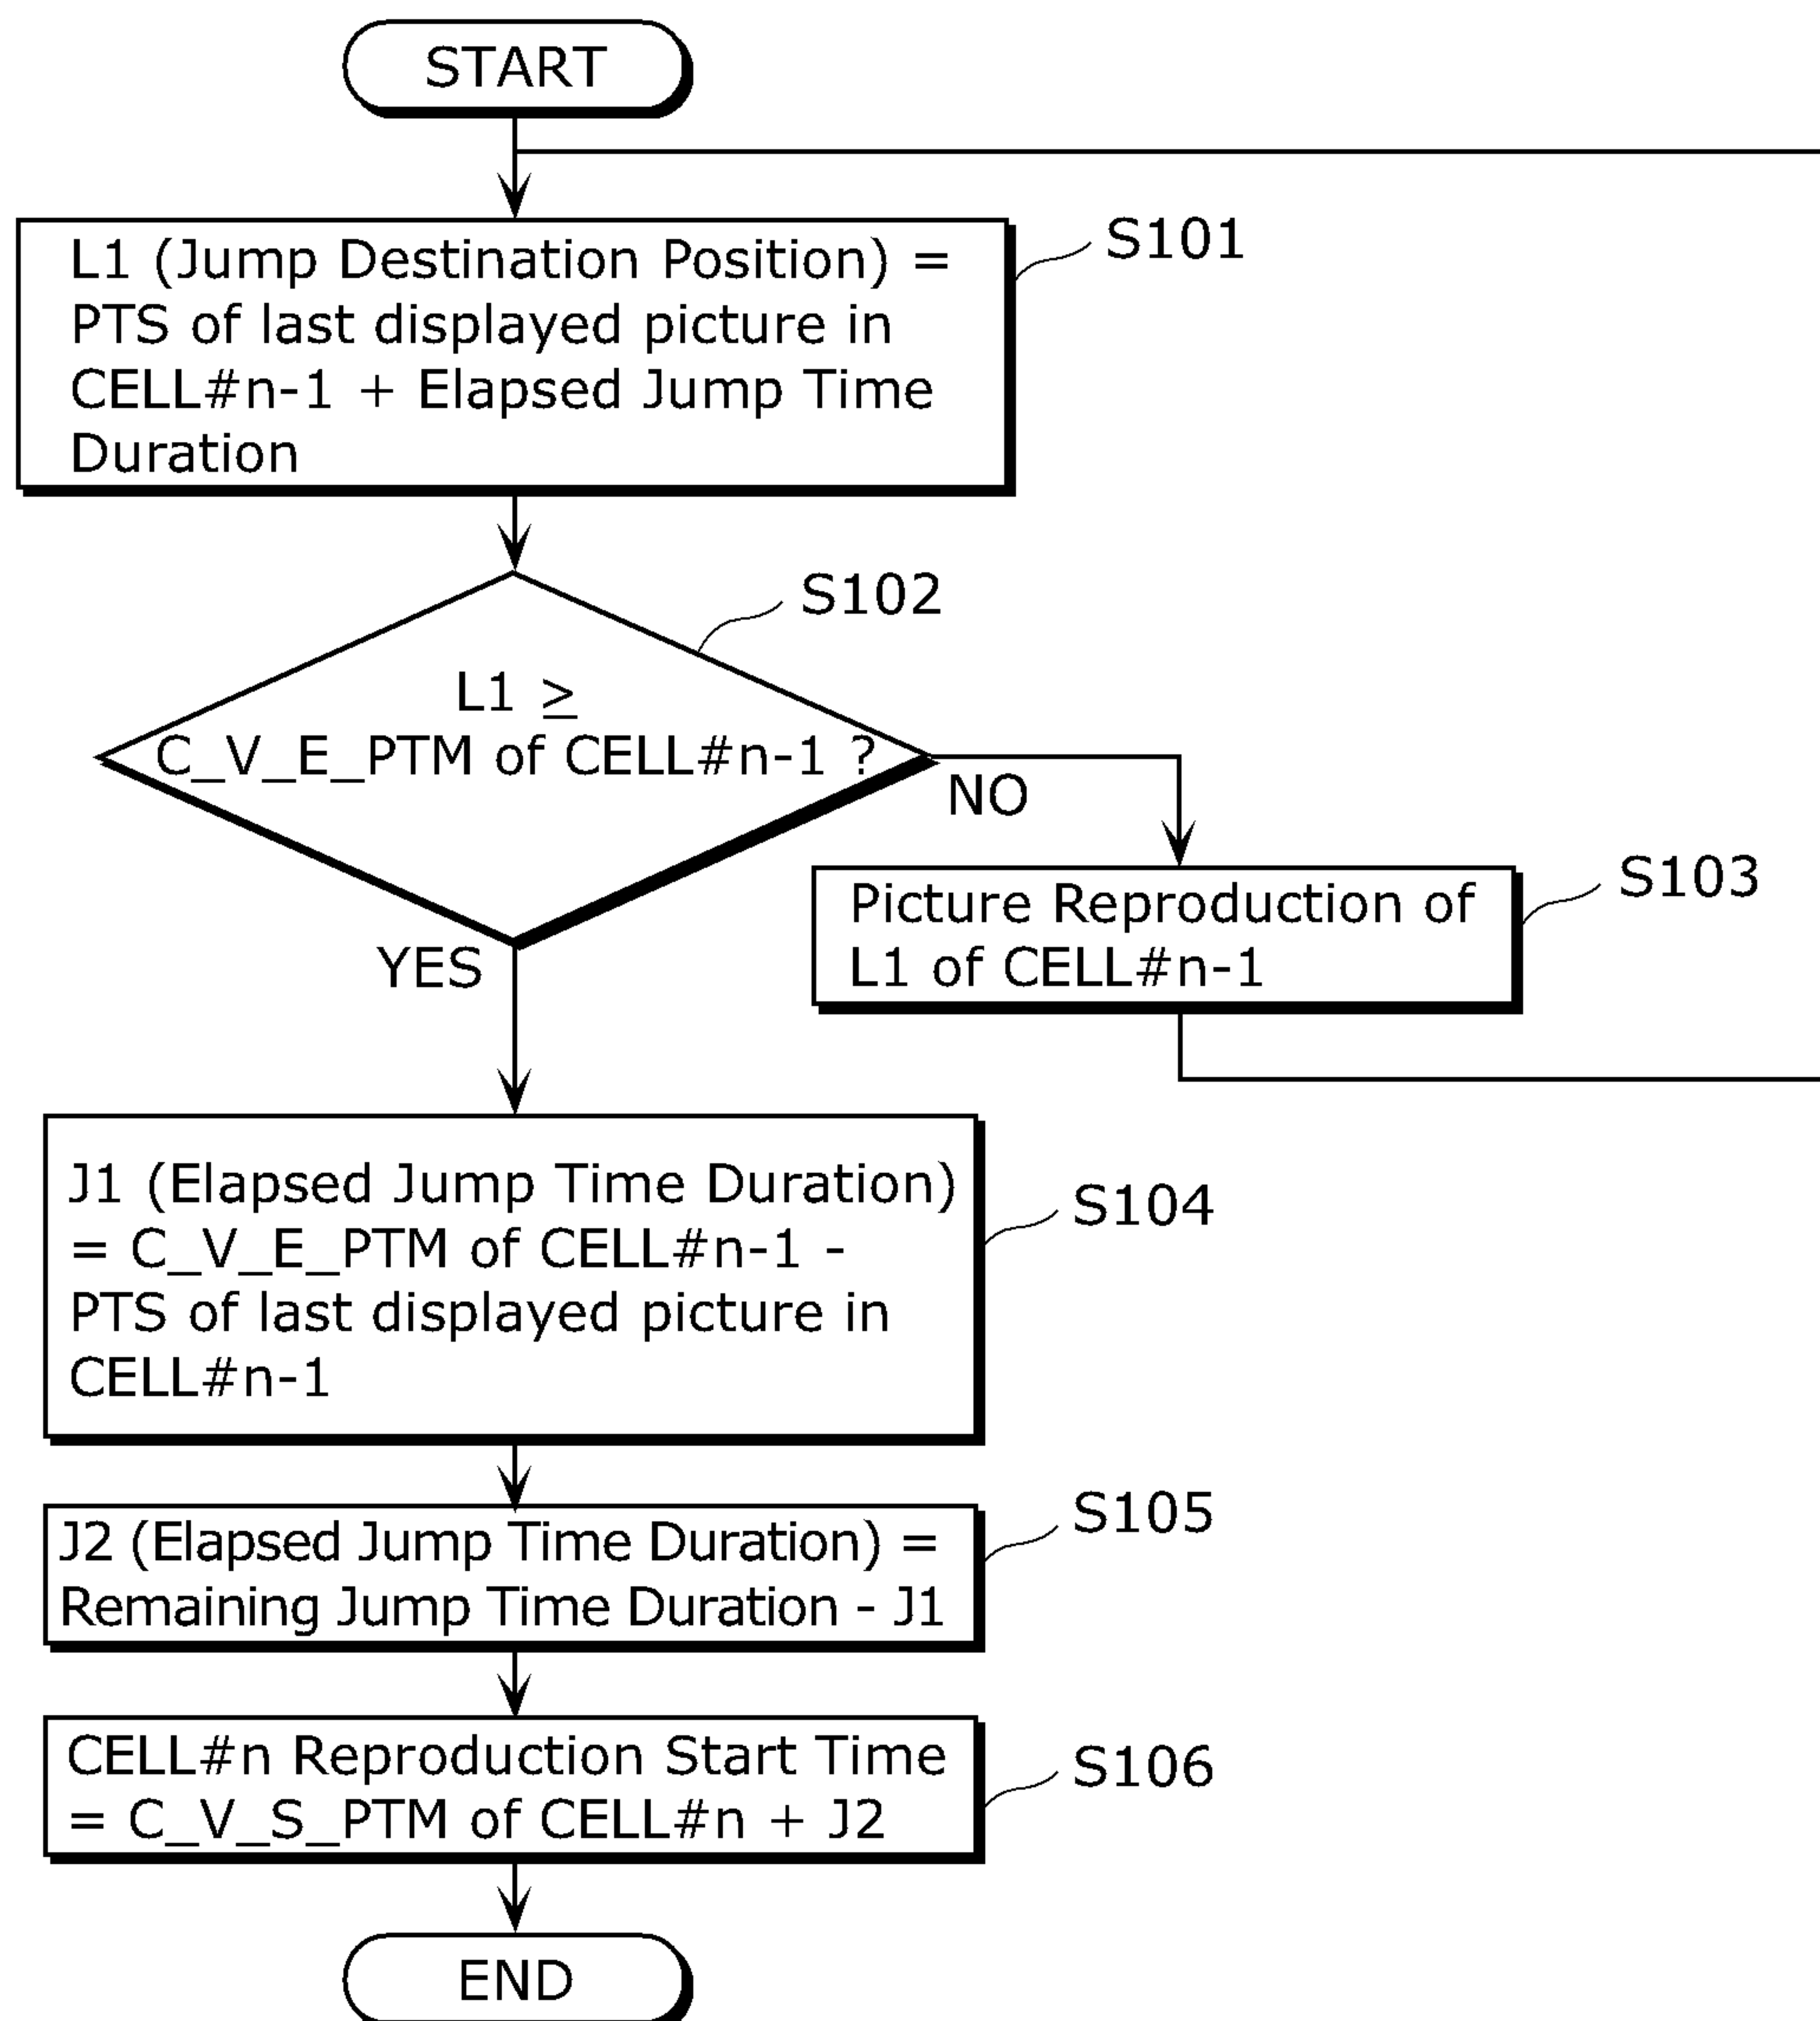 START
L1 (Jump Destination Position) =
PTS of last displayed picture in
CELL#n-1 + Elapsed Jump Time
Duration
S101
S102
L1 ≥
C_V_E_PTM of CELL#n-1 ?
NO
YES
Picture Reproduction of
L1 of CELL#n-1
S103
J1 (Elapsed Jump Time Duration)
= C_V_E_PTM of CELL#n-1 -
PTS of last displayed picture in
CELL#n-1
S104
J2 (Elapsed Jump Time Duration) =
Remaining Jump Time Duration - J1
S105
CELL#n Reproduction Start Time
= C_V_S_PTM of CELL#n + J2
S106
END